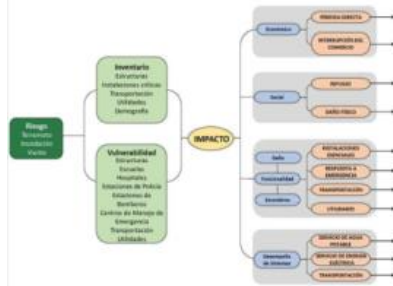 Riesgo
Terremoto
Inundación
Viento
Inventario
Estructuras
Instalaciones críticas
Transportación
Utilidades
Demografía
Vulnerabilidad
Estructuras
Escuelas
Hospitales
Estaciones de Policía
Estaciones de
Bomberos
Centros de Manejo de
Emergencia
Transportación
Utilidades
IMPACTO
Económico
PÉRDIDA DIRECTA
INTERRUPCIÓN DEL
COMERCIO
Social
REFUGIO
DAÑO FÍSICO
Daño
Funcionalidad
INSTALACIONES
ESENCIALES
RESPUESTA A
EMERGENCIA
TRANSPORTACIÓN
UTILIDADES
Desempeño
de Sistemas
SERVICIO DE AGUA
POTABLE
SERVICIO DE ENERGÍA
ELÉCTRICA
TRANSPORTACIÓN